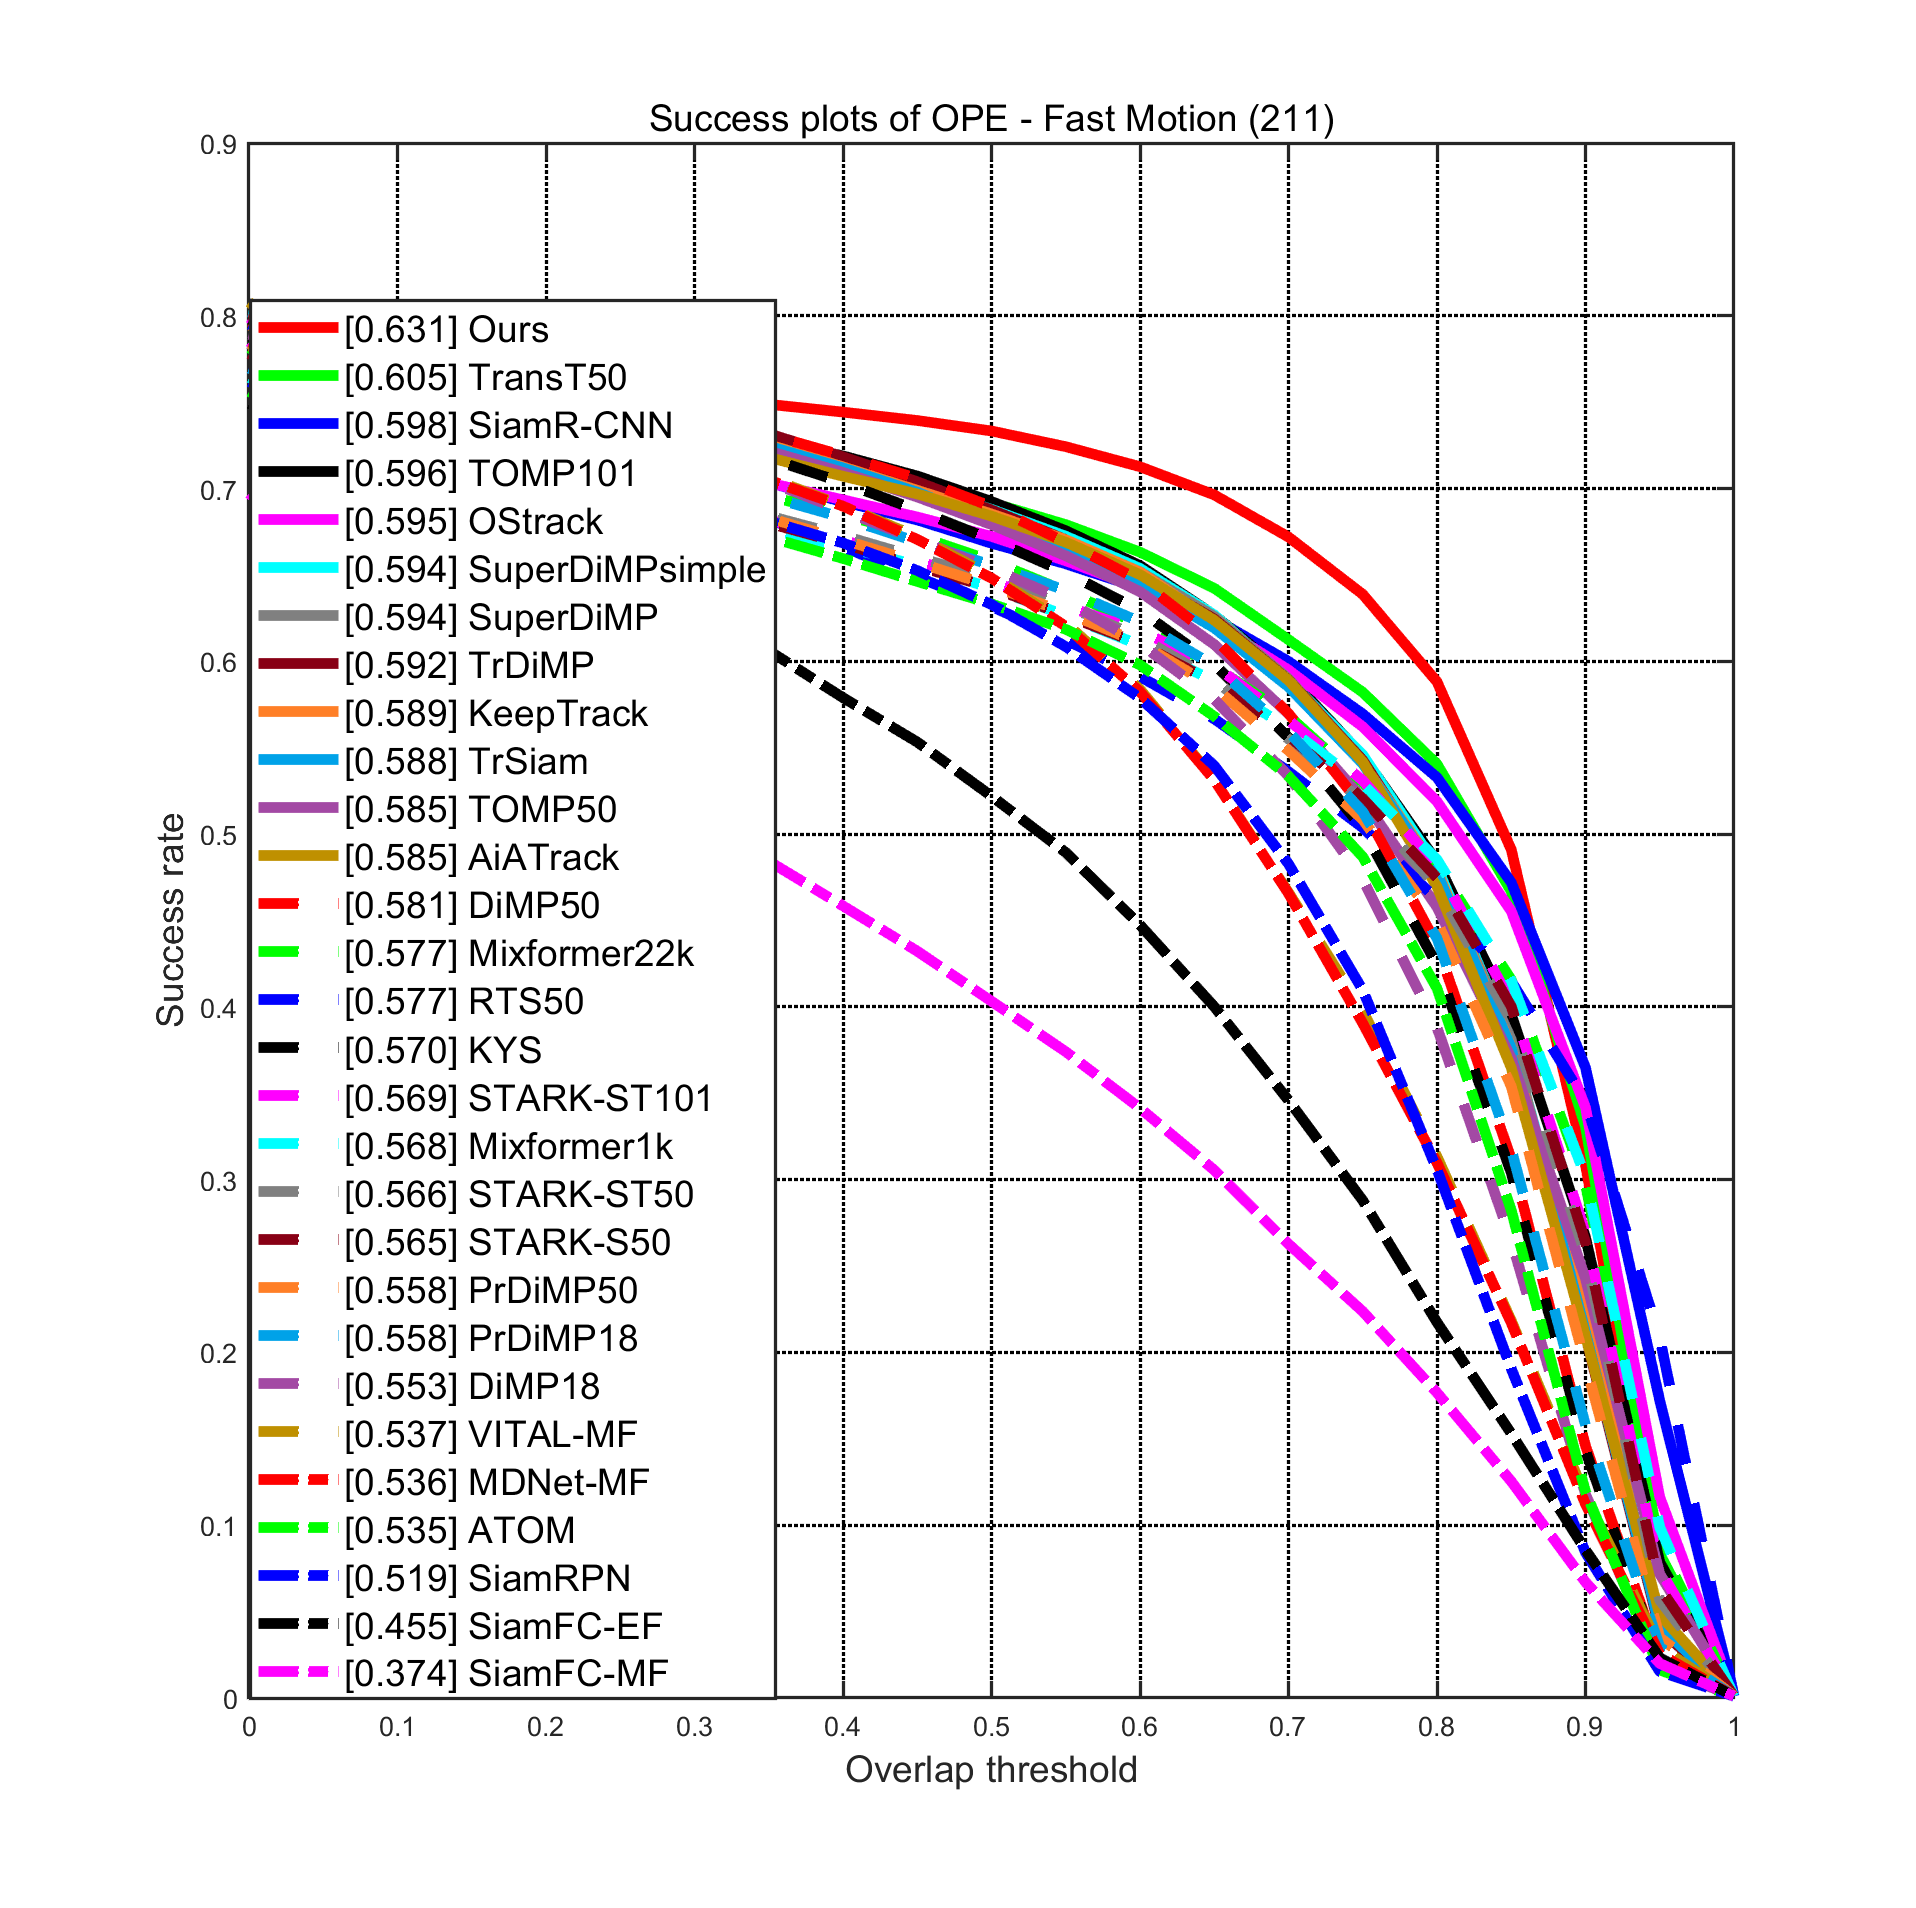 Success plots of OPE - Fast Motion (211)
0.9
0.8
0.7
0.6
0.5
0.4
0.3
0.2
0.1
0
Success rate
[0.631] Ours
[0.605] TransT50
[0.598] SiamR-CNN
[0.596] TOMP101
[0.595] OStrack
[0.594] SuperDiMPsimple
[0.594] SuperDiMP
[0.592] TrDiMP
[0.589] KeepTrack
[0.588] TrSiam
[0.585] TOMP50
[0.585] AiATrack
[0.581] DiMP50
[0.577] Mixformer22k
[0.577] RTS50
[0.570] KYS
[0.569] STARK-ST101
[0.568] Mixformer1k
[0.566] STARK-ST50
[0.565] STARK-S50
[0.558] PrDiMP50
[0.558] PrDiMP18
[0.553] DiMP18
[0.537] VITAL-MF
[0.536] MDNet-MF
[0.535] ATOM
[0.519] SiamRPN
[0.455] SiamFC-EF
[0.374] SiamFC-MF
0 0.1 0.2 0.3 0.4 0.5 0.6 0.7 0.8 0.9 1
Overlap threshold